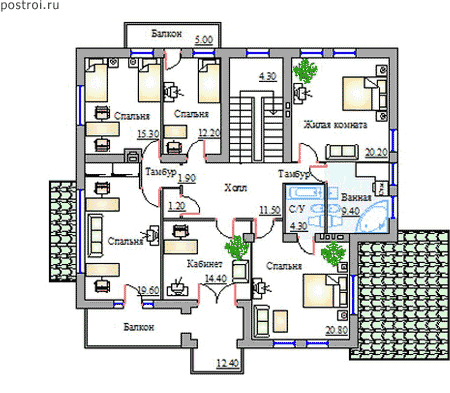 postroi.ru
Балкон
5.00
4.30
Спальня
15.30
Спальня
12.20
Жилая комната
20.20
Тамбур
1.90
Холл
Тамбур
1.20
11.50
С/У
4.30
Ванная
9.40
Спальня
19.60
Кабинет
14.40
Спальня
20.80
Балкон
12.40